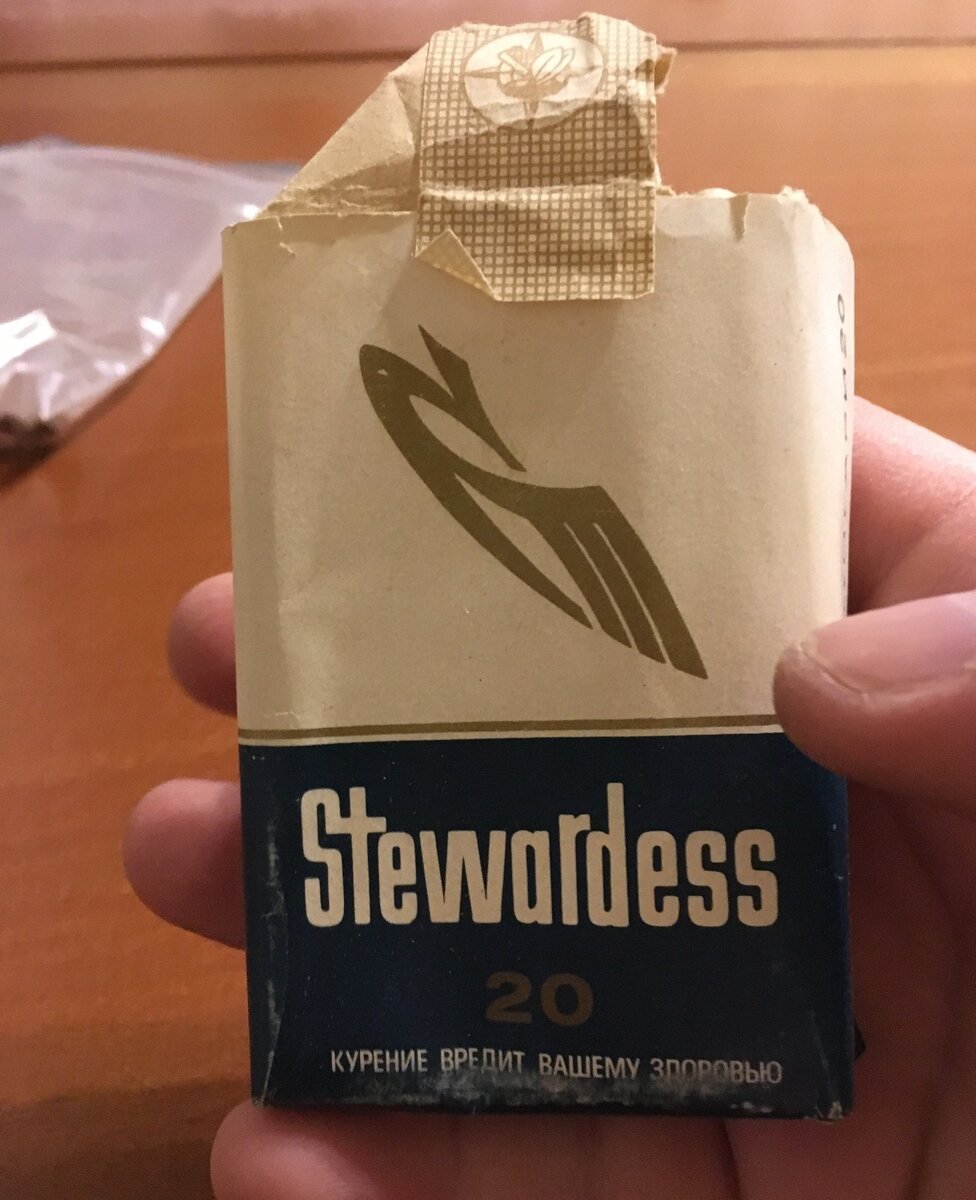 Stewardess
20
КУРЕНИЕ ВРЕДИТ ВАШЕМУ ЗДОРОВЬЮ